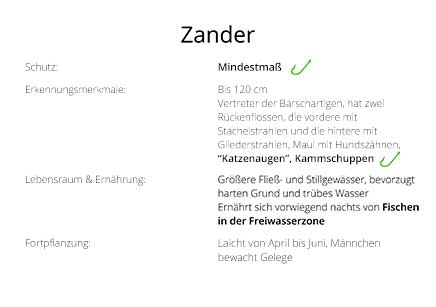 Zander
Schutz: Mindestmaß
Erkennungsmerkmale: Bis 120 cm
Vertreter der Barschartigen, hat zwei
Rückenflossen, die vordere mit
Stachelstrahlen und die hintere mit
Gliederstrahlen, Maul mit Hundszähnen,
“Katzenaugen”, Kammschuppen
Lebensraum & Ernährung: Größere Fließ- und Stillgewässer, bevorzugt
harten Grund und trübes Wasser
Ernährt sich vorwiegend nachts von Fischen
in der Freiwasserzone
Fortpflanzung: Laicht von April bis Juni, Männchen
bewacht Gelege